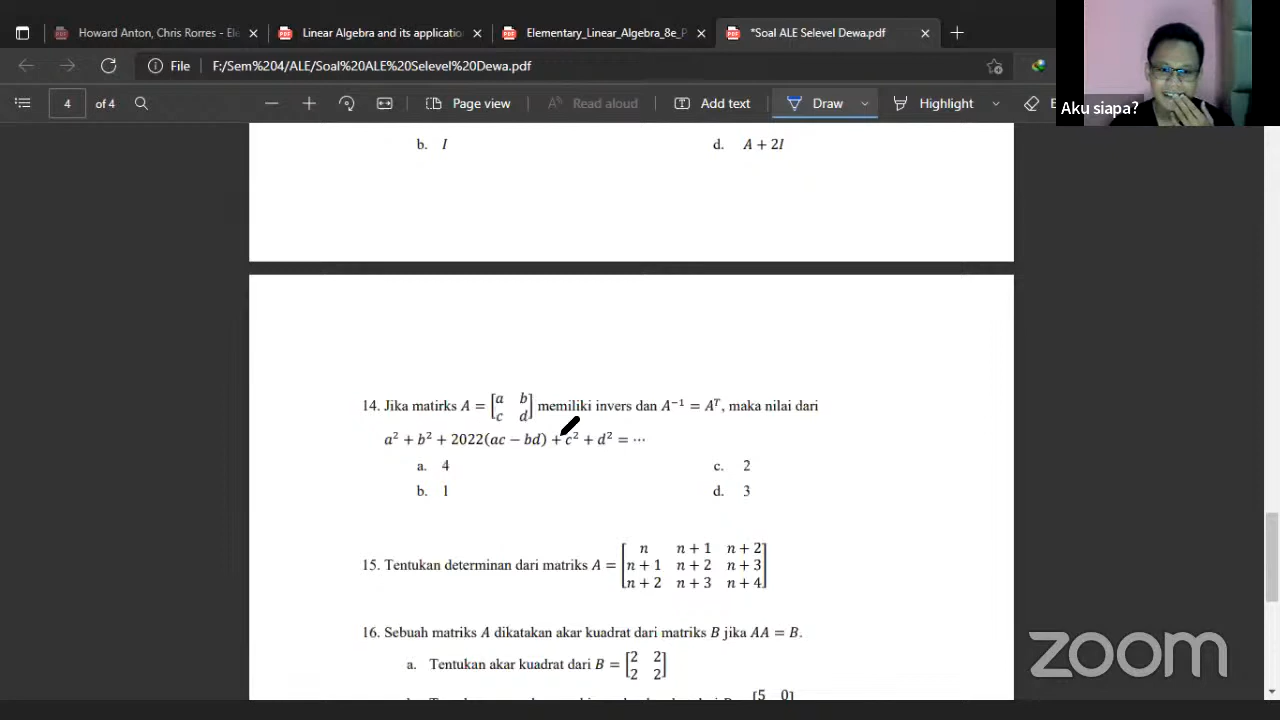 Howard Anton, Chris Rorres - Ele
Linear Algebra and its applicatio
Elementary_Linear_Algebra_8e_P
*Soal ALE Selevel Dewa.pdf
File
F:/Sem%204/ALE/Soal%20ALE%20Selevel%20Dewa.pdf
4 of 4
Page view
Read aloud
Add text
Draw
Highlight
Aku siapa?
b. I
d. A + 2I
14. Jika matirks A = [a b; c d] memiliki invers dan A⁻¹ = Aᵀ, maka nilai dari
a² + b² + 2022(ac − bd) + c² + d² = ⋯
a. 4
c. 2
b. 1
d. 3
15. Tentukan determinan dari matriks A = [n n + 1 n + 2; n + 1 n + 2 n + 3; n + 2 n + 3 n + 4]
16. Sebuah matriks A dikatakan akar kuadrat dari matriks B jika AA = B.
a. Tentukan akar kuadrat dari B = [2 2; 2 2]
[5 0]
zoom